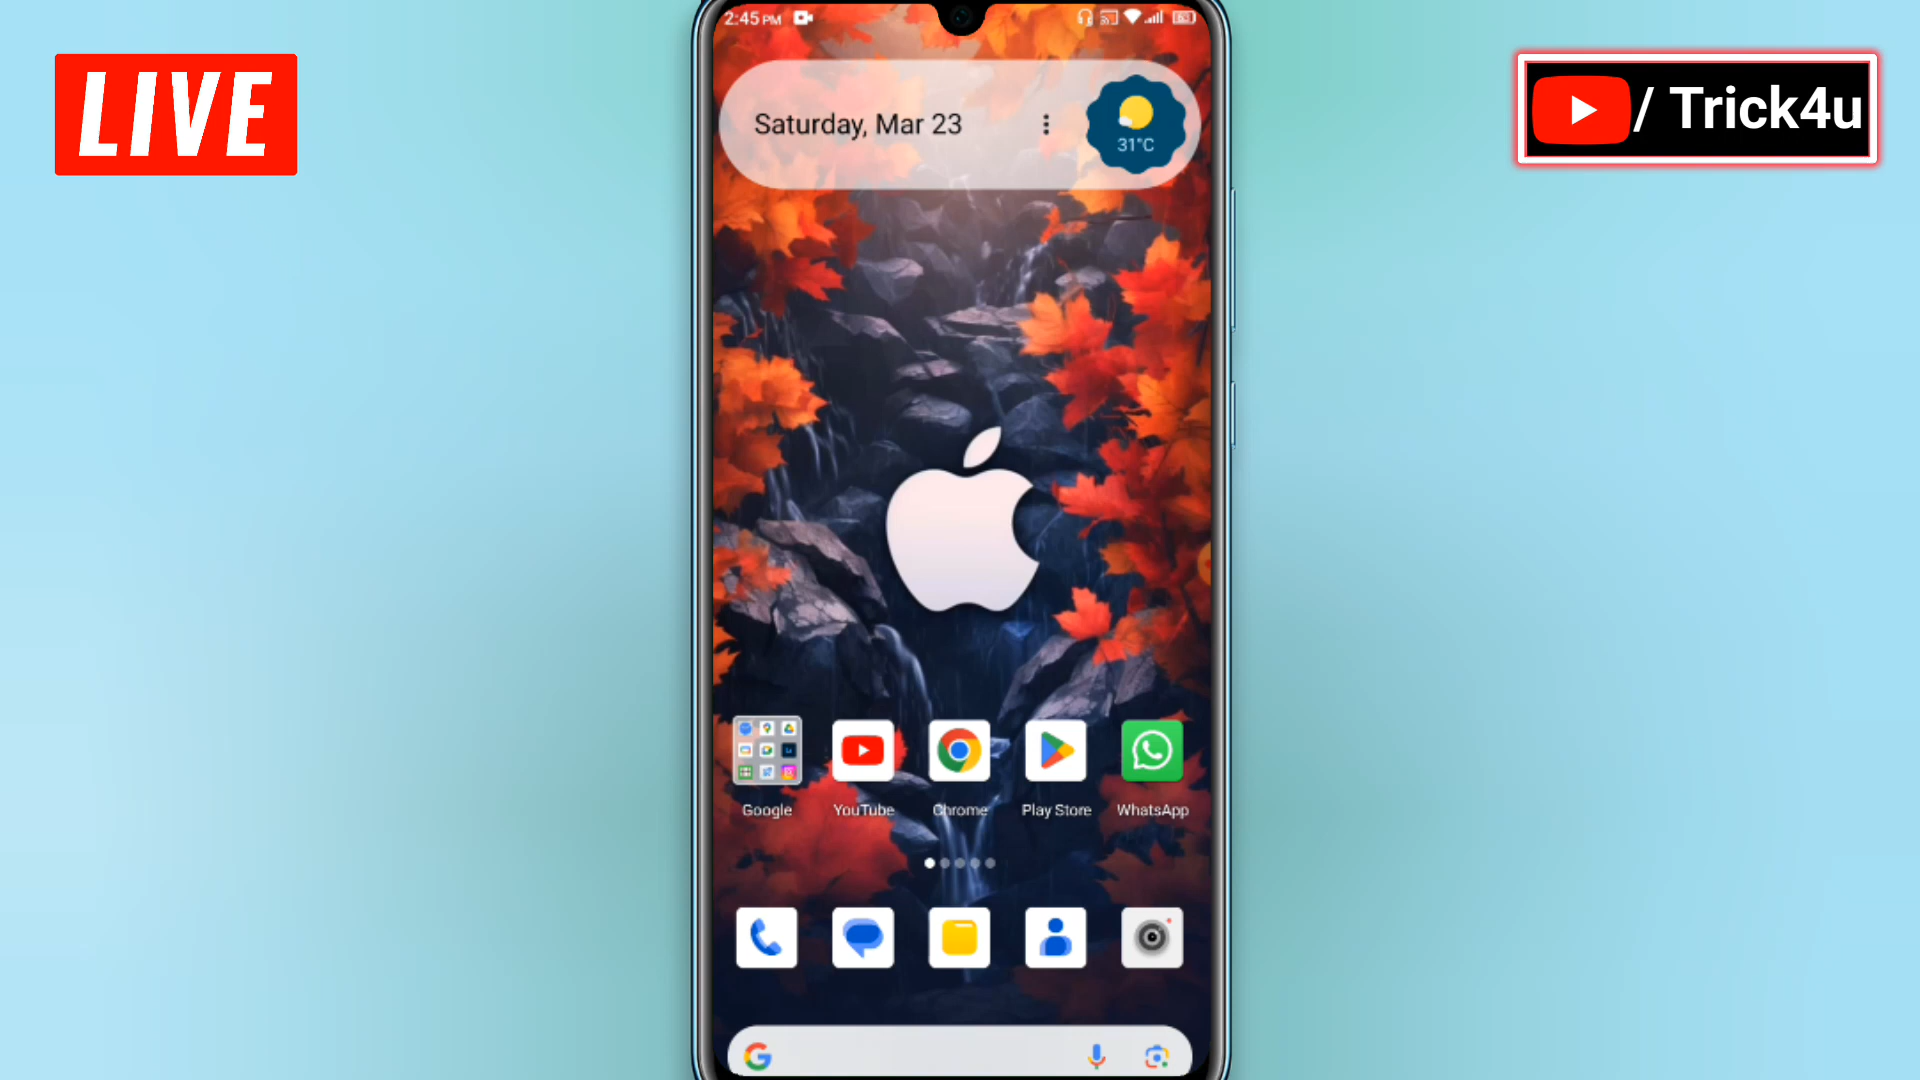 2:45 PM
LIVE
/ Trick4u
Saturday, Mar 23
31°C
Google
YouTube
Chrome
Play Store
WhatsApp